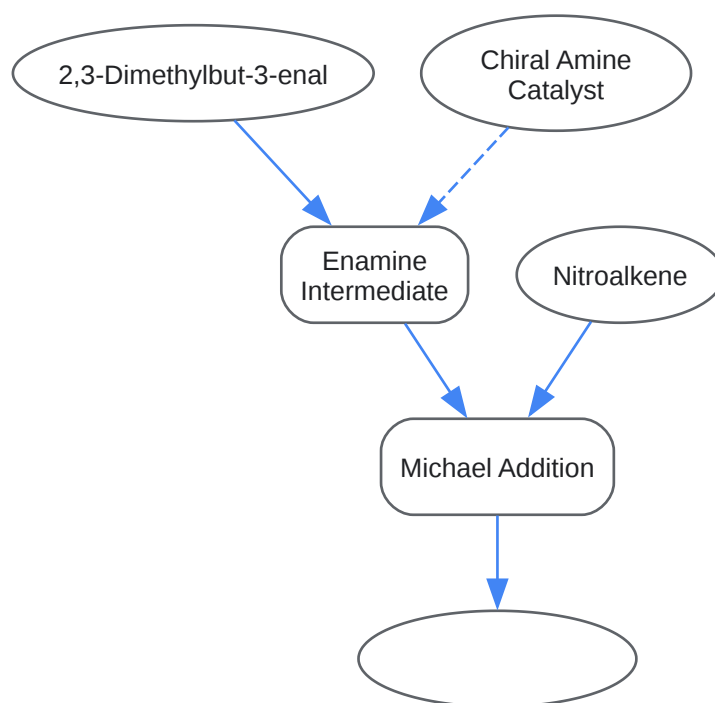 2,3-Dimethylbut-3-enal
Chiral Amine
Catalyst
Enamine
Intermediate
Nitroalkene
Michael Addition